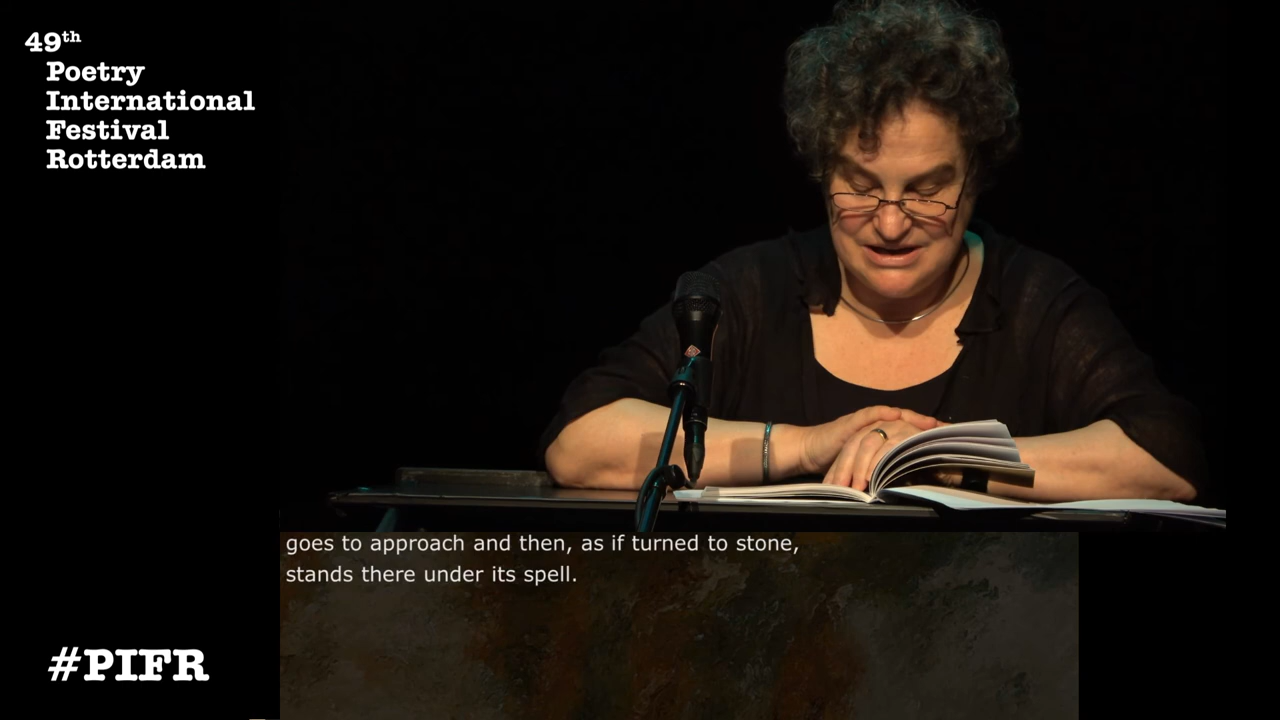 49th
Poetry
International
Festival
Rotterdam
goes to approach and then, as if turned to stone,
stands there under its spell.
#PIFR